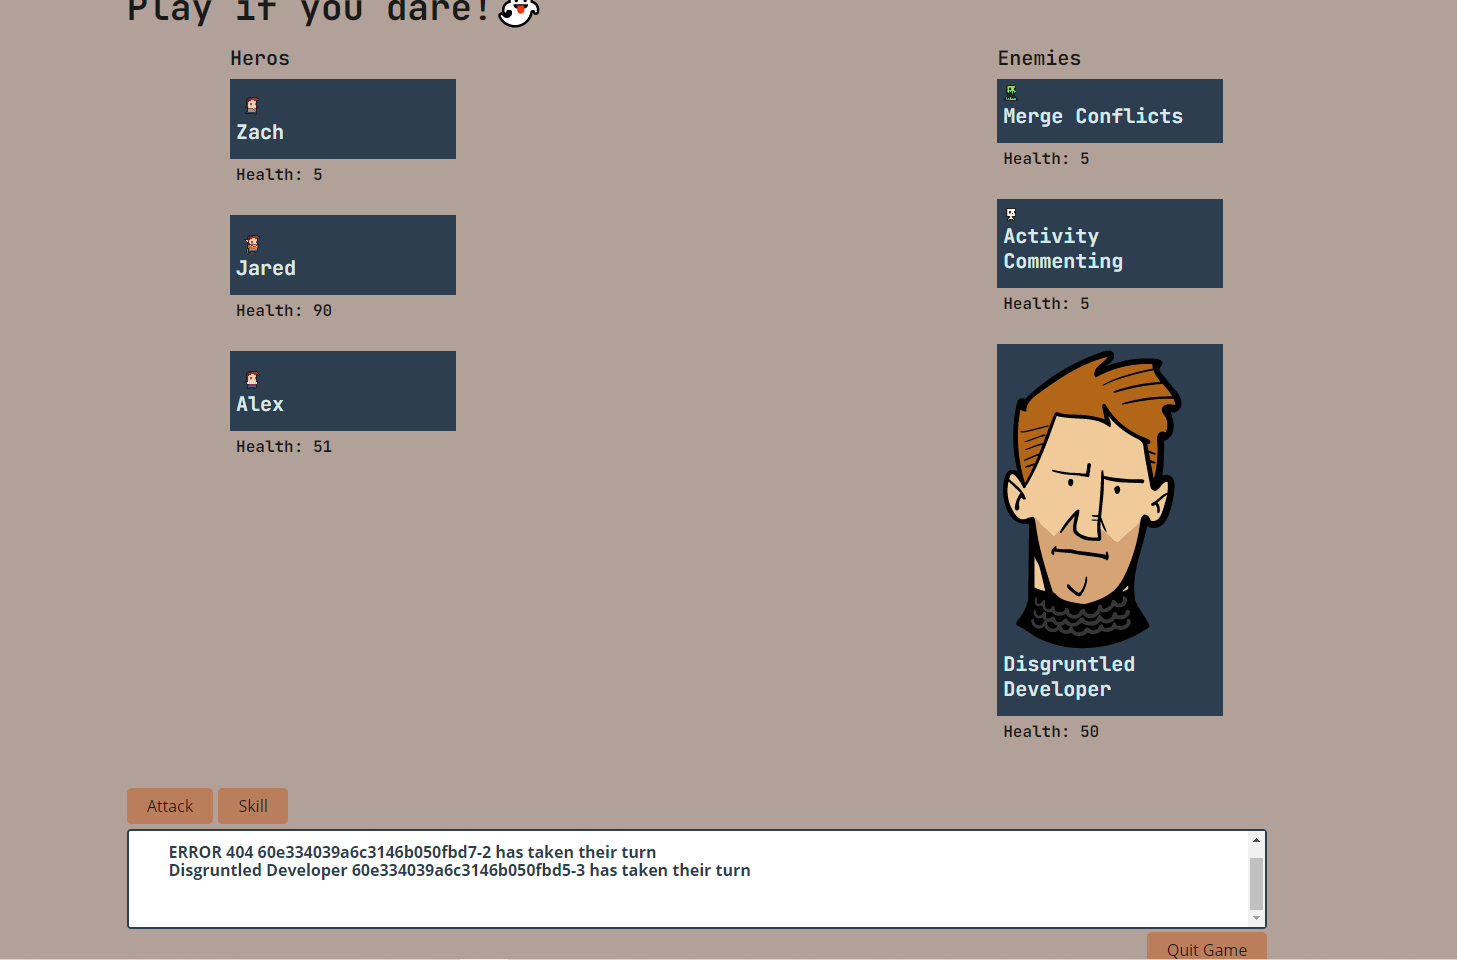 Play if you dare!
Heros
Zach
Health: 5
Jared
Health: 90
Alex
Health: 51
Enemies
Merge Conflicts
Health: 5
Activity
Commenting
Health: 5
Disgruntled
Developer
Health: 50
Attack
Skill
ERROR 404 60e334039a6c3146b050fbd7-2 has taken their turn
Disgruntled Developer 60e334039a6c3146b050fbd5-3 has taken their turn
Quit Game